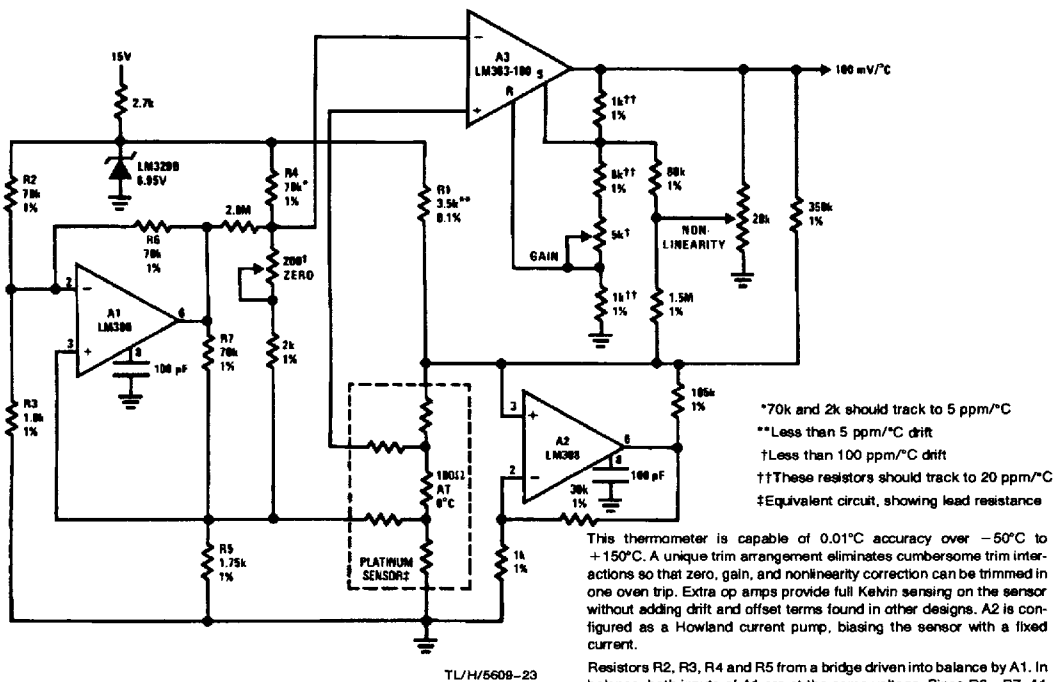 15V
2.7k
LM329B
6.95V
R2
70k
1%
R4
70k*
1%
2.0M
R6
70k
1%
200†
ZERO
2
3
6
8
A1
LM308
100 pF
R7
70k
1%
2k
1%
R3
1%
R5
1.75k
1%
A3
LM363-100
S
R
R1
3.5k**
0.1%
1k††
1%
8k††
1%
5k†
GAIN
1k††
1%
1%
NON-
LINEARITY
20k
350k
1%
1.5M
1%
100 mV/°C
105k
1%
3
2
6
8
A2
LM308
100 pF
1%
1k
1%
100Ω
AT
0°C
PLATINUM
SENSOR‡
TL/H/5609–23
*70k and 2k should track to 5 ppm/°C
**Less than 5 ppm/°C drift
†Less than 100 ppm/°C drift
††These resistors should track to 20 ppm/°C
‡Equivalent circuit, showing lead resistance
This thermometer is capable of 0.01°C accuracy over −50°C to
+150°C. A unique trim arrangement eliminates cumbersome trim inter-
actions so that zero, gain, and nonlinearity correction can be trimmed in
one oven trip. Extra op amps provide full Kelvin sensing on the sensor
without adding drift and offset terms found in other designs. A2 is con-
figured as a Howland current pump, biasing the sensor with a fixed
current.
Resistors R2, R3, R4 and R5 from a bridge driven into balance by A1. In